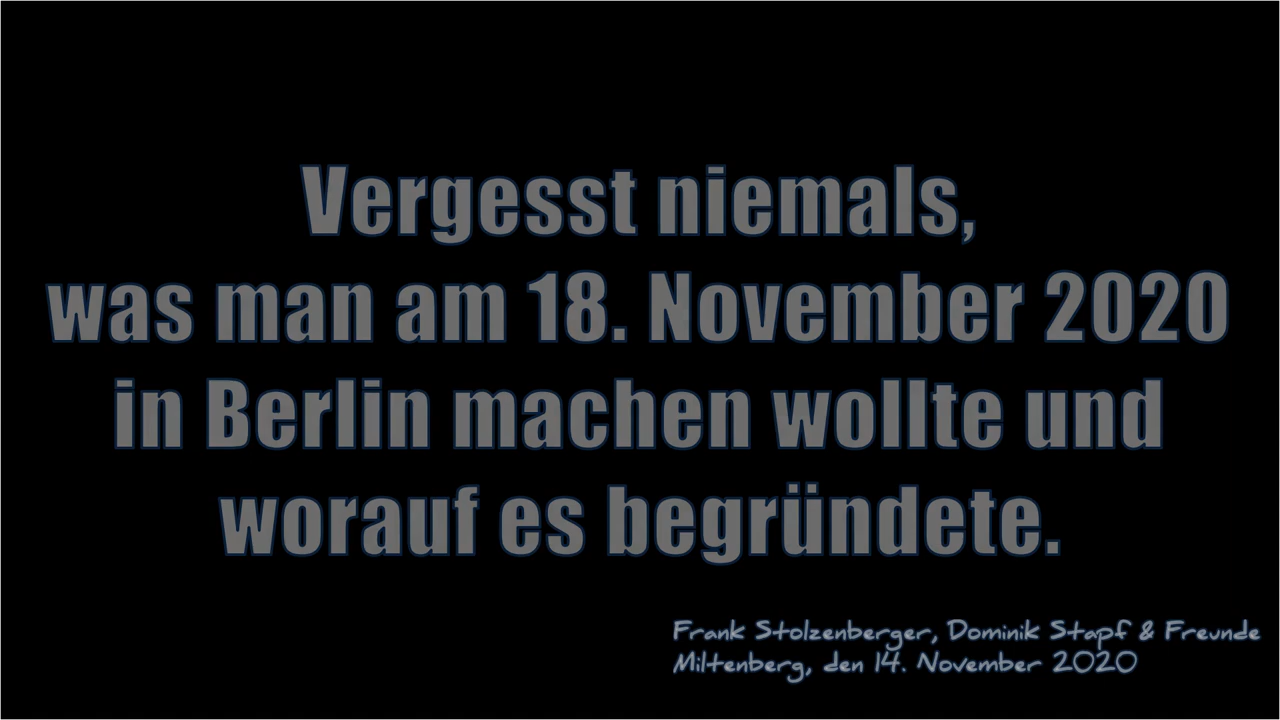 Vergesst niemals,
was man am 18. November 2020
in Berlin machen wollte und
worauf es begründete.
Frank Stolzenberger, Dominik Stapf & Freunde
Miltenberg, den 14. November 2020